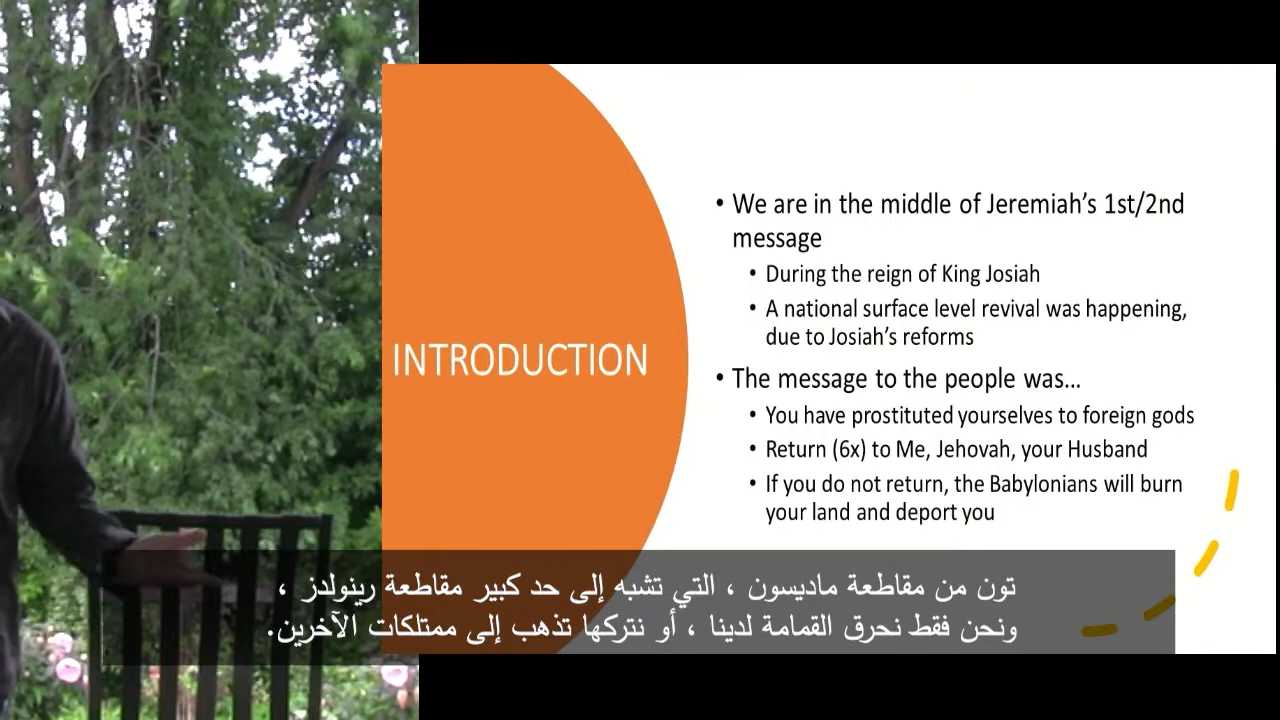 INTRODUCTION
• We are in the middle of Jeremiah’s 1st/2nd
message
• During the reign of King Josiah
• A national surface level revival was happening,
due to Josiah’s reforms
• The message to the people was…
• You have prostituted yourselves to foreign gods
• Return (6x) to Me, Jehovah, your Husband
• If you do not return, the Babylonians will burn
your land and deport you
تون من مقاطعة ماديسون ، التي تشبه إلى حد كبير مقاطعة رينولدز ،
ونحن فقط نحرق القمامة لدينا ، أو نتركها تذهب إلى ممتلكات الآخرين.